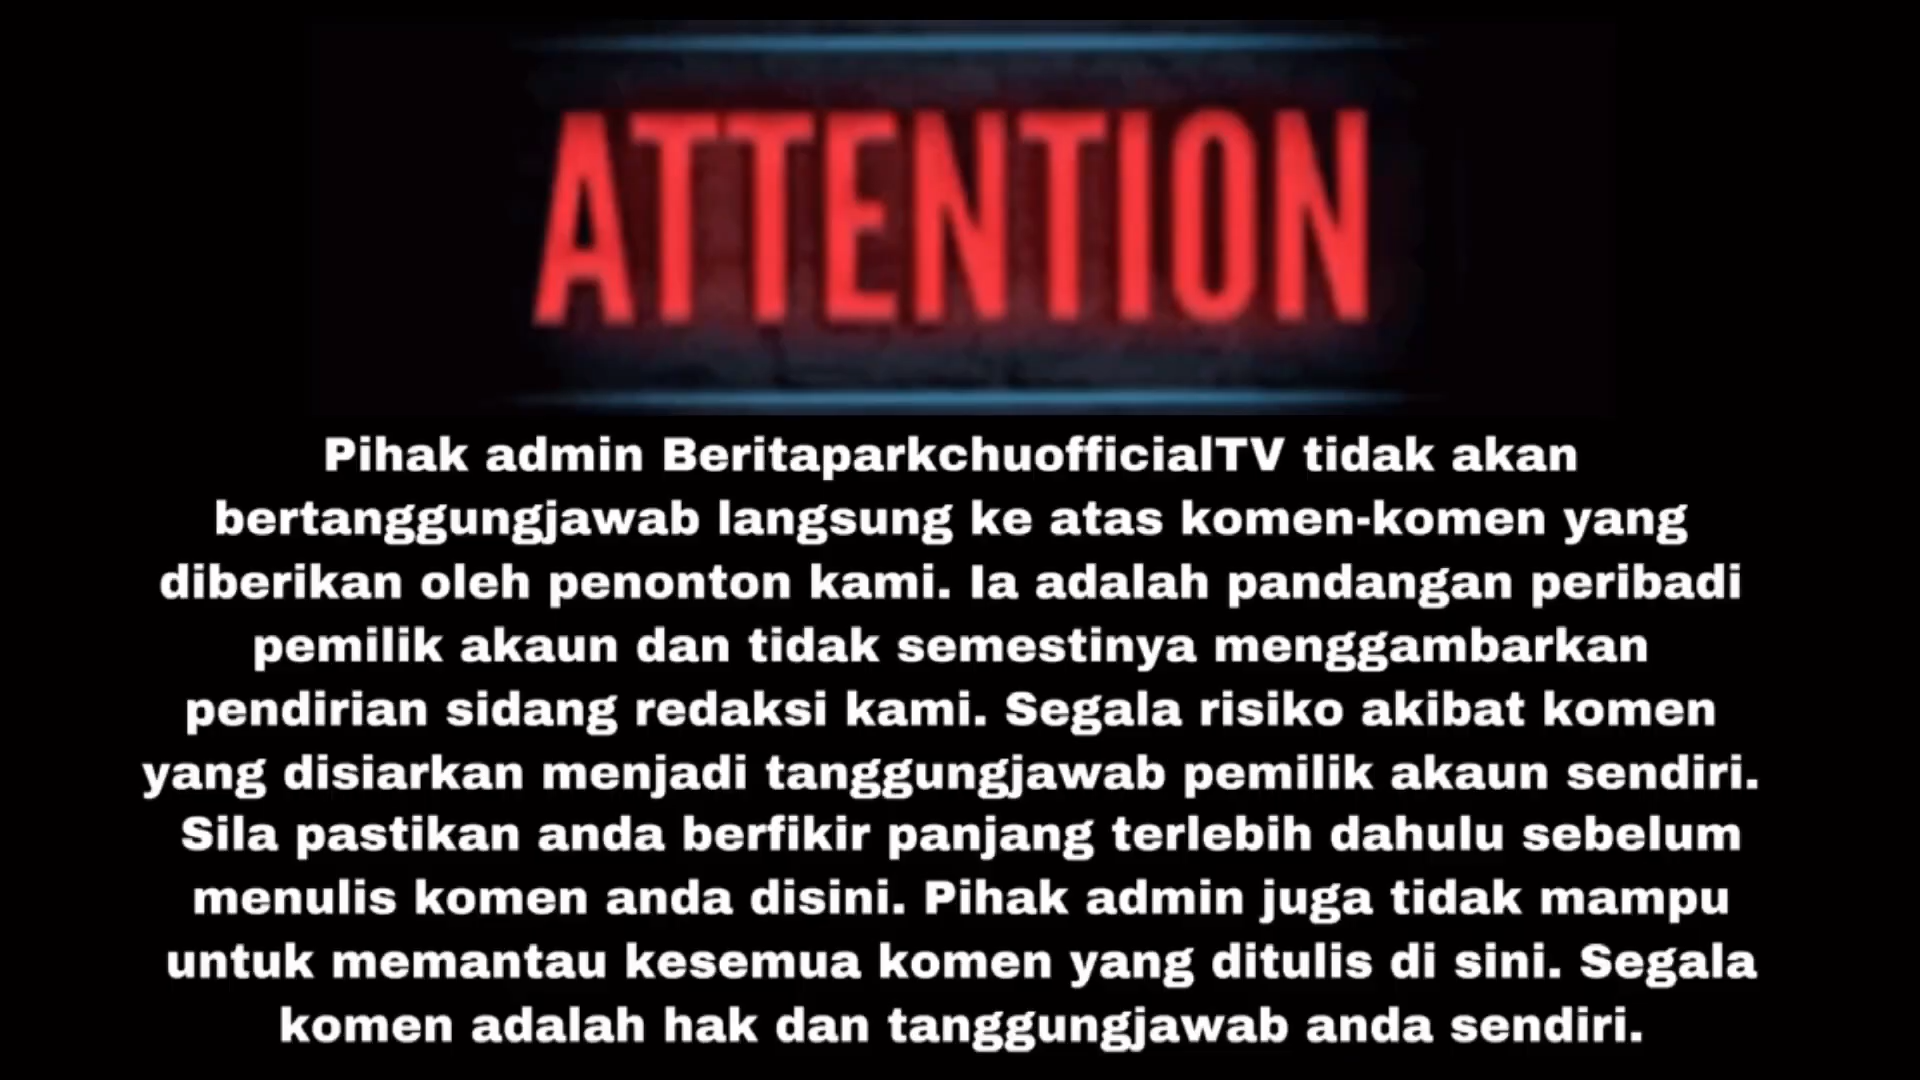 ATTENTION
Pihak admin BeritaparkchuofficialTV tidak akan
bertanggungjawab langsung ke atas komen-komen yang
diberikan oleh penonton kami. Ia adalah pandangan peribadi
pemilik akaun dan tidak semestinya menggambarkan
pendirian sidang redaksi kami. Segala risiko akibat komen
yang disiarkan menjadi tanggungjawab pemilik akaun sendiri.
Sila pastikan anda berfikir panjang terlebih dahulu sebelum
menulis komen anda disini. Pihak admin juga tidak mampu
untuk memantau kesemua komen yang ditulis di sini. Segala
komen adalah hak dan tanggungjawab anda sendiri.